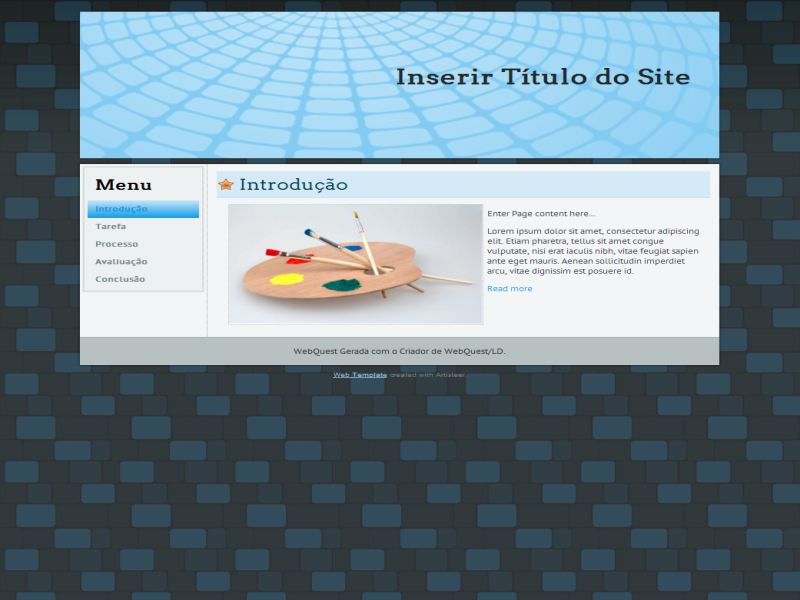 Inserir Título do Site
Menu
Introdução
Tarefa
Processo
Avaliuação
Conclusão
Introdução
Enter Page content here...
Lorem ipsum dolor sit amet, consectetur adipiscing
elit. Etiam pharetra, tellus sit amet congue
vulputate, nisi erat iaculis nibh, vitae feugiat sapien
ante eget mauris. Aenean sollicitudin imperdiet
arcu, vitae dignissim est posuere id.
Read more
WebQuest Gerada com o Criador de WebQuest/LD.
Web Template created with Artisteer.